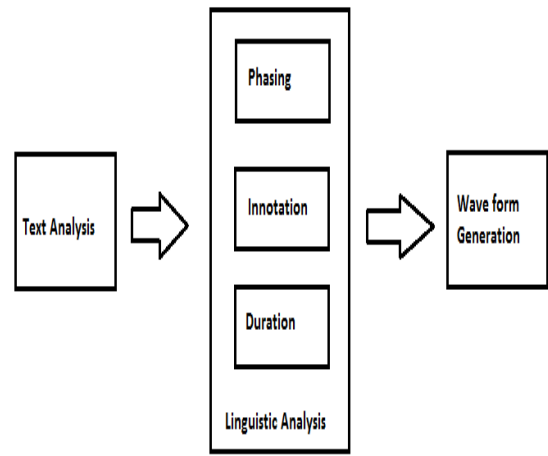 Text Analysis
Phasing
Innotation
Duration
Linguistic Analysis
Wave form
Generation